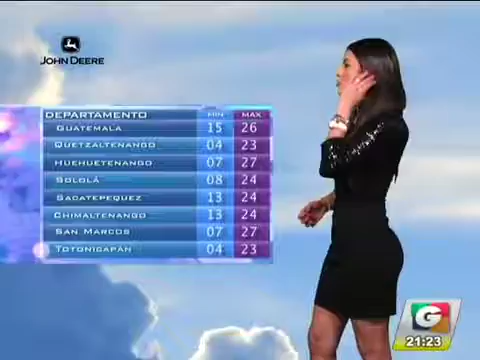 JOHN DEERE
DEPARTAMENTO MIN MAX
GUATEMALA 15 26
QUETZALTENANGO 04 23
HUEHUETENANGO 07 27
SOLOLÁ 08 24
SACATEPEQUEZ 13 24
CHIMALTENANGO 13 24
SAN MARCOS 07 27
TOTONICAPÁN 04 23
G
21:23